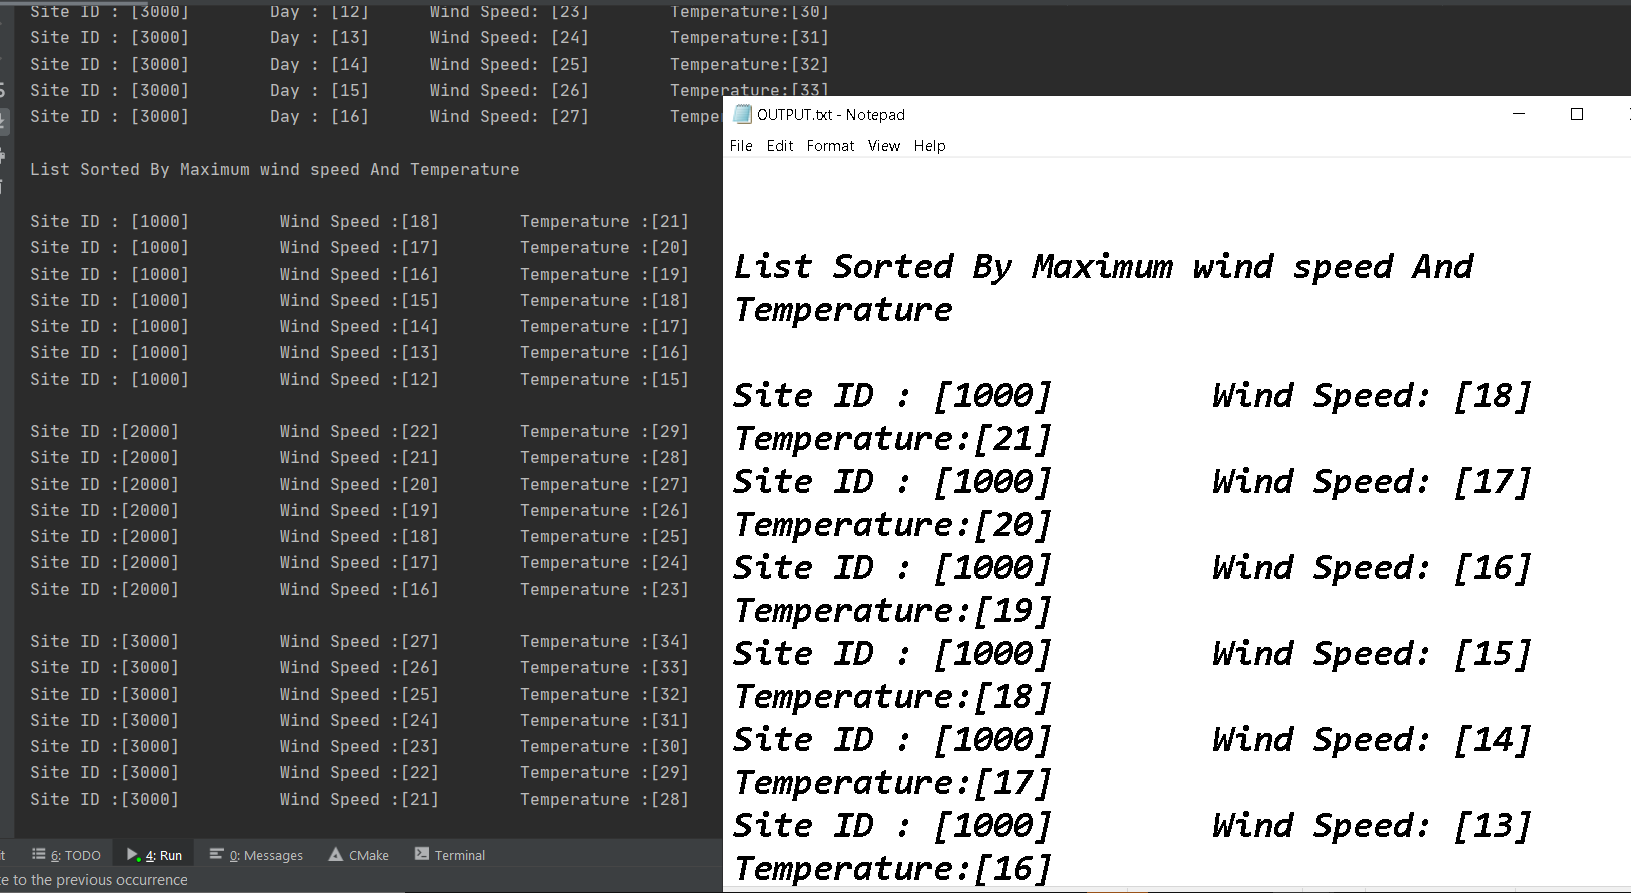 Site ID : [3000] Day : [12] Wind Speed: [23] Temperature:[30]
Site ID : [3000] Day : [13] Wind Speed: [24] Temperature:[31]
Site ID : [3000] Day : [14] Wind Speed: [25] Temperature:[32]
Site ID : [3000] Day : [15] Wind Speed: [26] Temperature:[33]
Site ID : [3000] Day : [16] Wind Speed: [27] Tempe
List Sorted By Maximum wind speed And Temperature
Site ID : [1000] Wind Speed :[18] Temperature :[21]
Site ID : [1000] Wind Speed :[17] Temperature :[20]
Site ID : [1000] Wind Speed :[16] Temperature :[19]
Site ID : [1000] Wind Speed :[15] Temperature :[18]
Site ID : [1000] Wind Speed :[14] Temperature :[17]
Site ID : [1000] Wind Speed :[13] Temperature :[16]
Site ID : [1000] Wind Speed :[12] Temperature :[15]
Site ID :[2000] Wind Speed :[22] Temperature :[29]
Site ID :[2000] Wind Speed :[21] Temperature :[28]
Site ID :[2000] Wind Speed :[20] Temperature :[27]
Site ID :[2000] Wind Speed :[19] Temperature :[26]
Site ID :[2000] Wind Speed :[18] Temperature :[25]
Site ID :[2000] Wind Speed :[17] Temperature :[24]
Site ID :[2000] Wind Speed :[16] Temperature :[23]
Site ID :[3000] Wind Speed :[27] Temperature :[34]
Site ID :[3000] Wind Speed :[26] Temperature :[33]
Site ID :[3000] Wind Speed :[25] Temperature :[32]
Site ID :[3000] Wind Speed :[24] Temperature :[31]
Site ID :[3000] Wind Speed :[23] Temperature :[30]
Site ID :[3000] Wind Speed :[22] Temperature :[29]
Site ID :[3000] Wind Speed :[21] Temperature :[28]
it 6: TODO 4: Run 0: Messages CMake Terminal
te to the previous occurrence
OUTPUT.txt - Notepad
File Edit Format View Help
List Sorted By Maximum wind speed And
Temperature
Site ID : [1000] Wind Speed: [18]
Temperature:[21]
Site ID : [1000] Wind Speed: [17]
Temperature:[20]
Site ID : [1000] Wind Speed: [16]
Temperature:[19]
Site ID : [1000] Wind Speed: [15]
Temperature:[18]
Site ID : [1000] Wind Speed: [14]
Temperature:[17]
Site ID : [1000] Wind Speed: [13]
Temperature:[16]